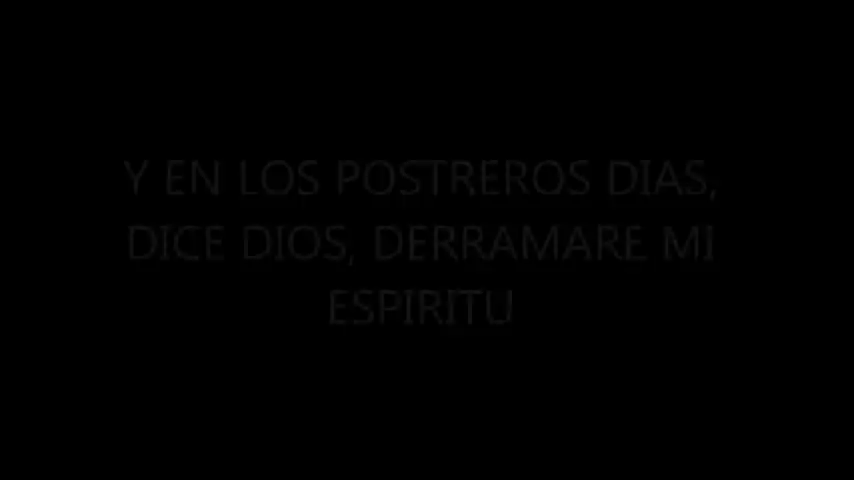 Y EN LOS POSTREROS DIAS,
DICE DIOS, DERRAMARE MI
ESPIRITU